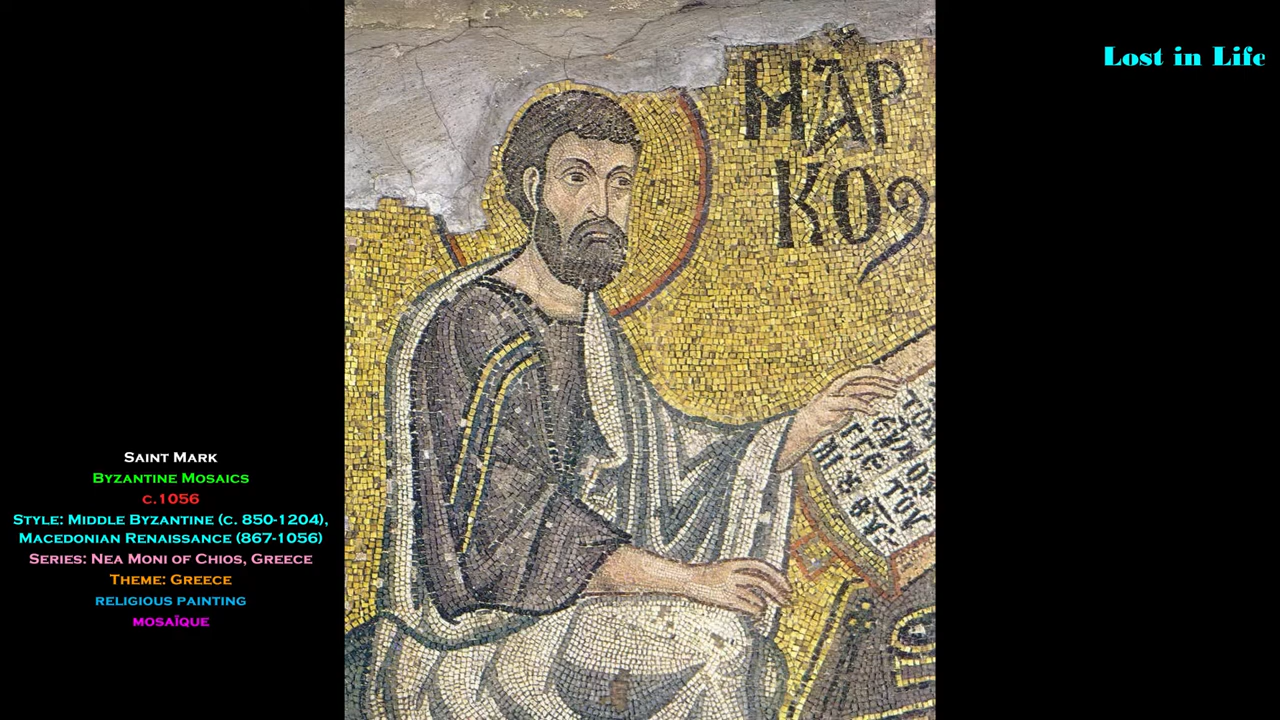 Lost in Life
ΜΆΡ
ΚΟϲ
Saint Mark
Byzantine Mosaics
c.1056
Style: Middle Byzantine (c. 850-1204),
Macedonian Renaissance (867-1056)
Series: Nea Moni of Chios, Greece
Theme: Greece
religious painting
mosaïque